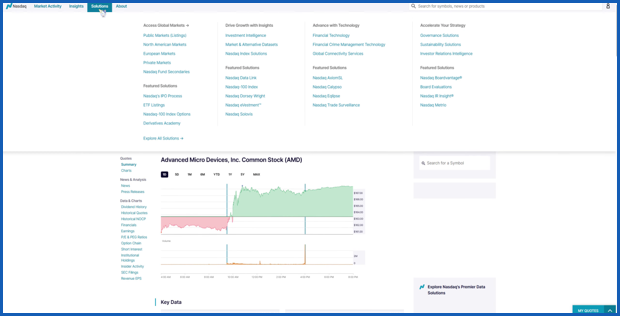 Nasdaq Market Activity Insights Solutions About Search for symbols, news or products
Access Global Markets → Drive Growth with Insights Advance with Technology Accelerate Your Strategy
Public Markets (Listings) Investment Intelligence Financial Technology Governance Solutions
North American Markets Market & Alternative Datasets Financial Crime Management Technology Sustainability Solutions
European Markets Nasdaq Index Solutions Global Connectivity Services Investor Relations Intelligence
Private Markets
Nasdaq Fund Secondaries
Featured Solutions Featured Solutions Featured Solutions
Nasdaq Data Link Nasdaq AxiomSL Nasdaq Boardvantage®
Featured Solutions
Nasdaq-100 Index Nasdaq Calypso Board Evaluations
Nasdaq's IPO Process Nasdaq Dorsey Wright Nasdaq Eqlipse Nasdaq IR Insight®
ETF Listings Nasdaq eVestment™ Nasdaq Trade Surveillance Nasdaq Metrio
Nasdaq-100 Index Options Nasdaq Solovis
Derivatives Academy
Explore All Solutions →
Quotes
Summary
Charts
News & Analysis
News
Press Releases
Data & Charts
Dividend History
Historical Quotes
Historical NOCP
Financials
Earnings
P/E & PEG Ratios
Option Chain
Short Interest
Institutional
Holdings
Insider Activity
SEC Filings
Revenue EPS
Advanced Micro Devices, Inc. Common Stock (AMD)
1D 5D 1M 6M YTD 1Y 5Y MAX
Search for a Symbol
Key Data
Explore Nasdaq's Premier Data
Solutions
MY QUOTES